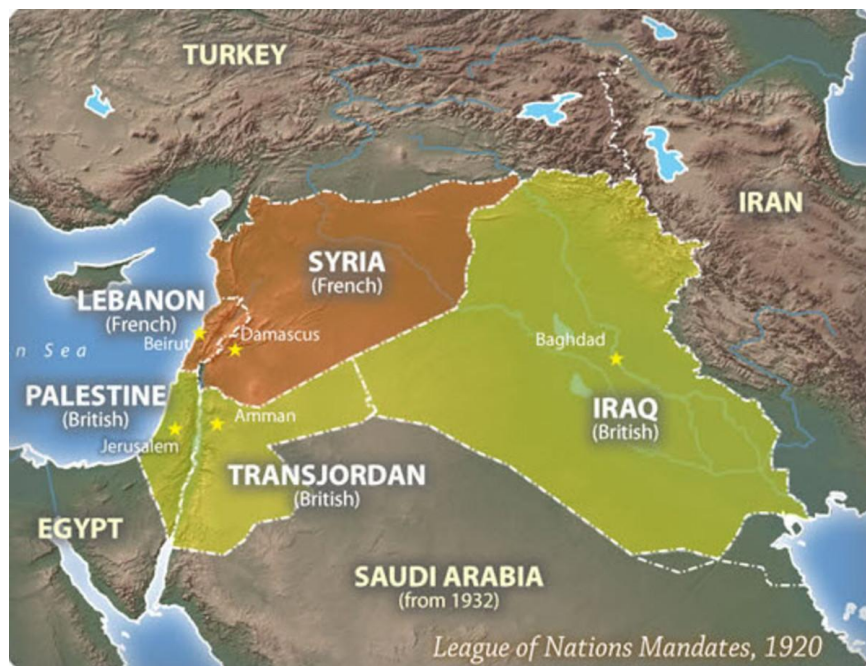 TURKEY
IRAN
SYRIA
(French)
LEBANON
(French)
Beirut
Damascus
n Sea
Baghdad
PALESTINE
(British)
Amman
Jerusalem
IRAQ
(British)
TRANSJORDAN
(British)
EGYPT
SAUDI ARABIA
(from 1932)
League of Nations Mandates, 1920